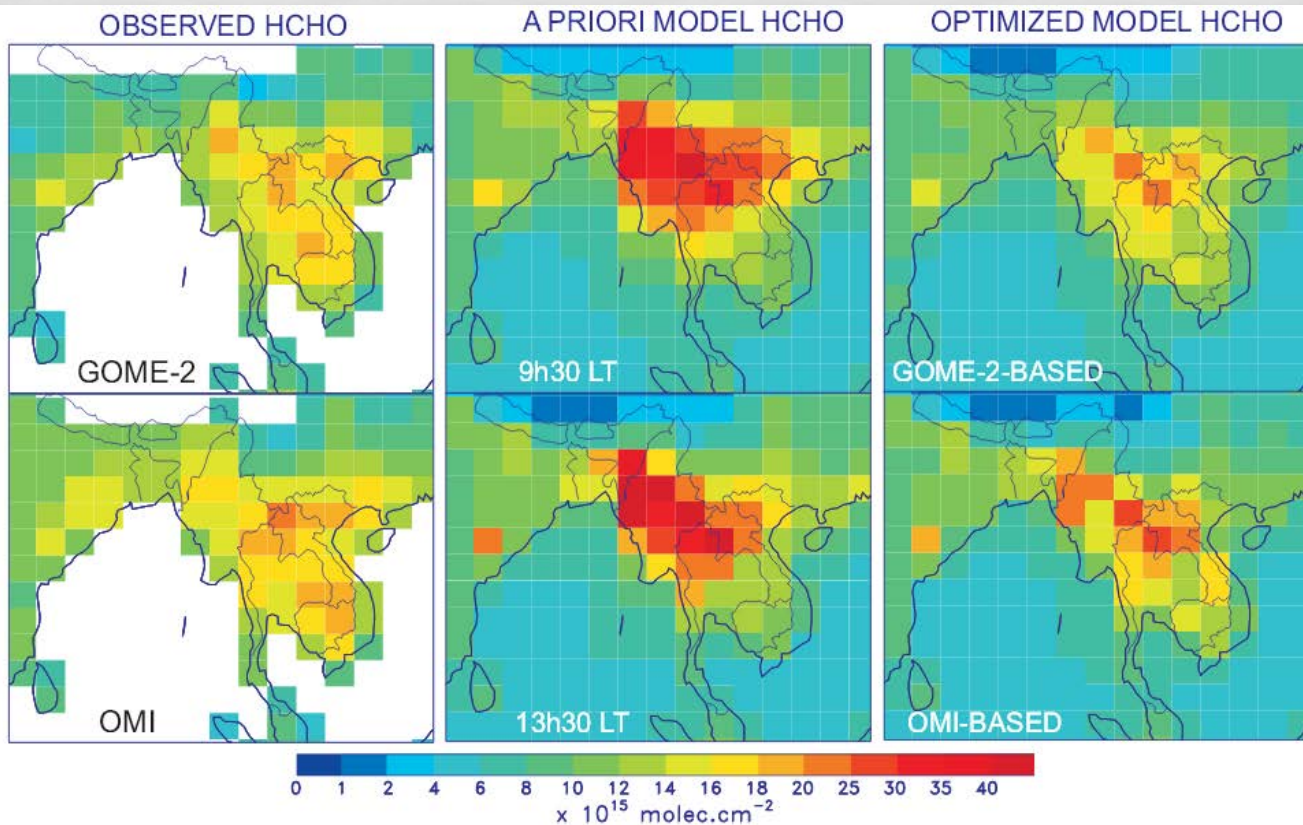 OBSERVED HCHO
A PRIORI MODEL HCHO
OPTIMIZED MODEL HCHO
GOME-2
9h30 LT
GOME-2-BASED
OMI
13h30 LT
OMI-BASED
0 1 2 4 6 8 10 12 14 16 18 20 25 30 35 40
x 10¹⁵ molec.cm⁻²